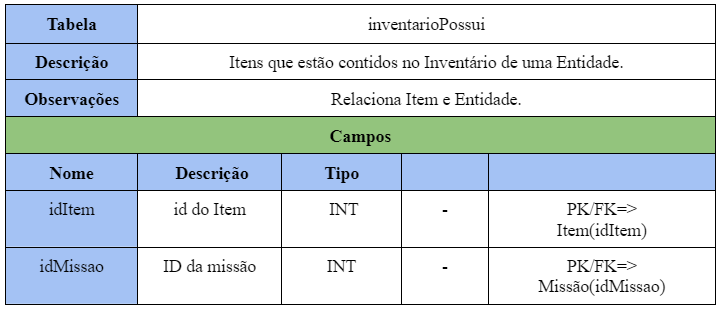 Tabela inventarioPossui
Descrição Itens que estão contidos no Inventário de uma Entidade.
Observações Relaciona Item e Entidade.
Campos
Nome Descrição Tipo
idItem id do Item INT - PK/FK=>
Item(idItem)
idMissao ID da missão INT - PK/FK=>
Missão(idMissao)